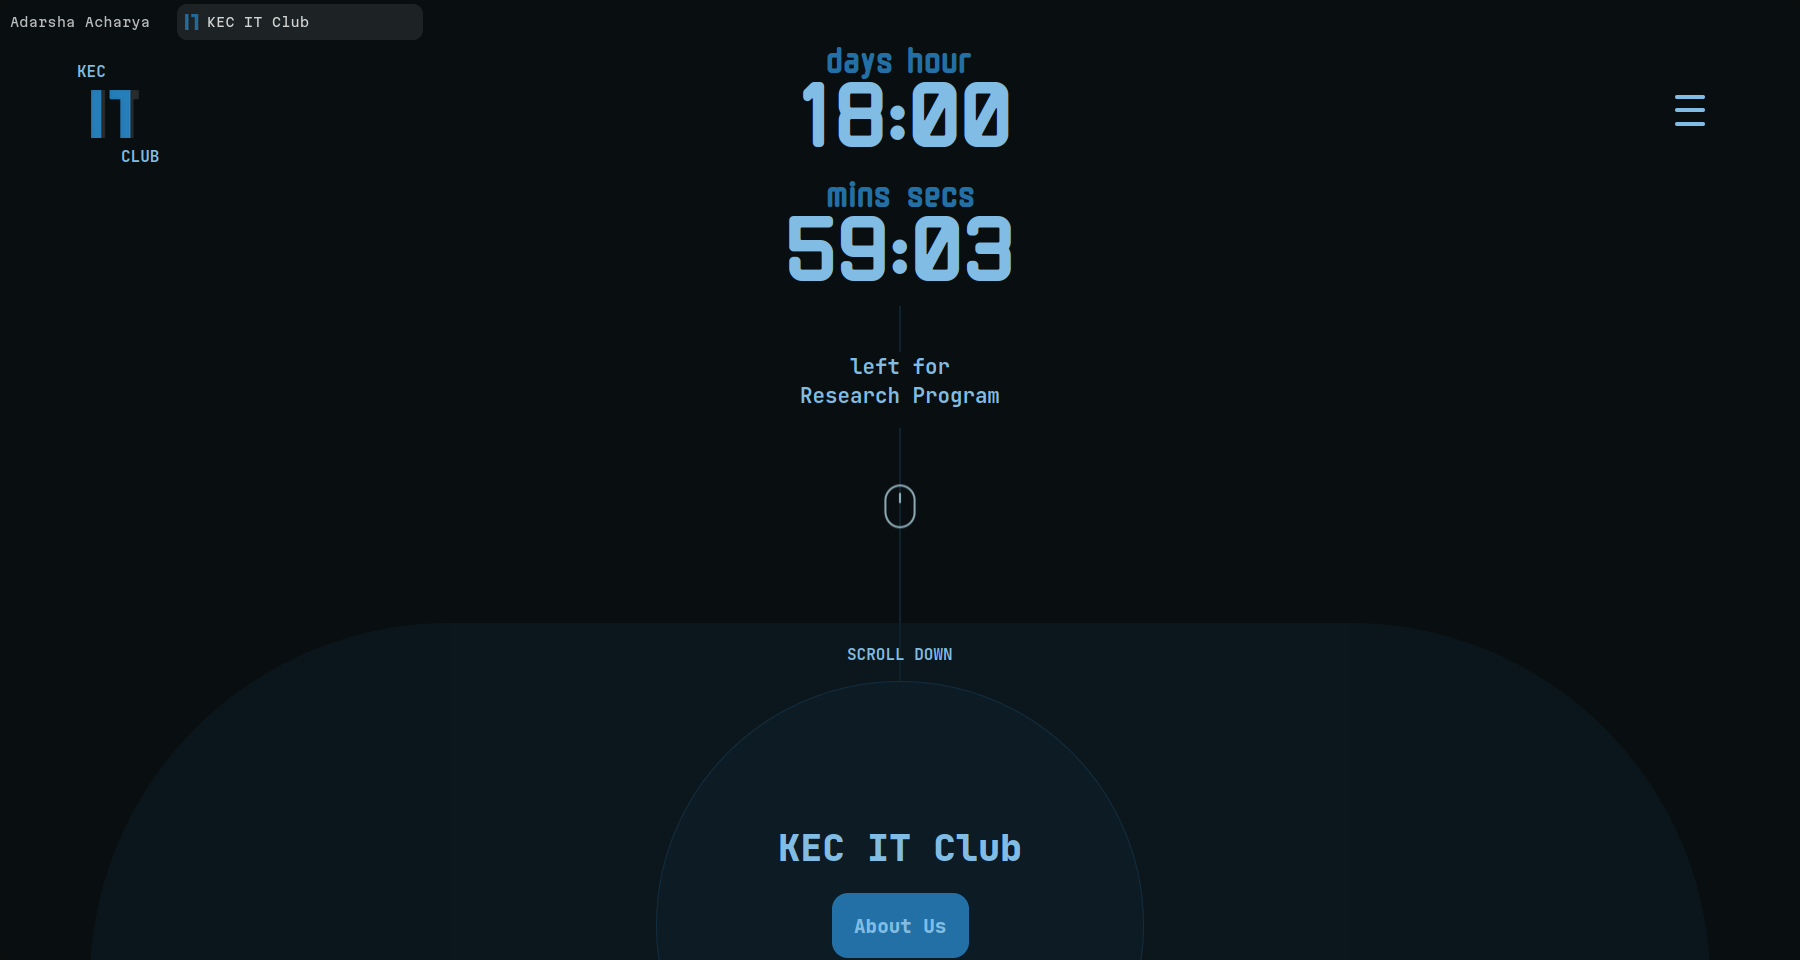 Adarsha Acharya
IT KEC IT Club
KEC
IT
CLUB
days hour
18:00
mins secs
59:03
left for
Research Program
SCROLL DOWN
KEC IT Club
About Us